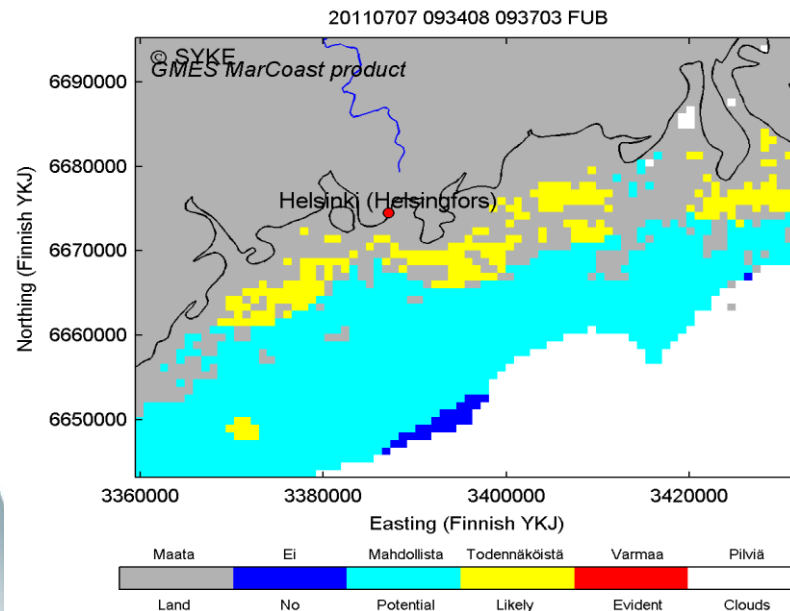 20110707 093408 093703 FUB
© SYKE
GMES MarCoast product
6690000
6680000
Helsinki (Helsingfors)
6670000
Northing (Finnish YKJ)
6660000
6650000
3360000 3380000 3400000 3420000
Easting (Finnish YKJ)
Maata Ei Mahdollista Todennäköistä Varmaa Pilviä
Land No Potential Likely Evident Clouds